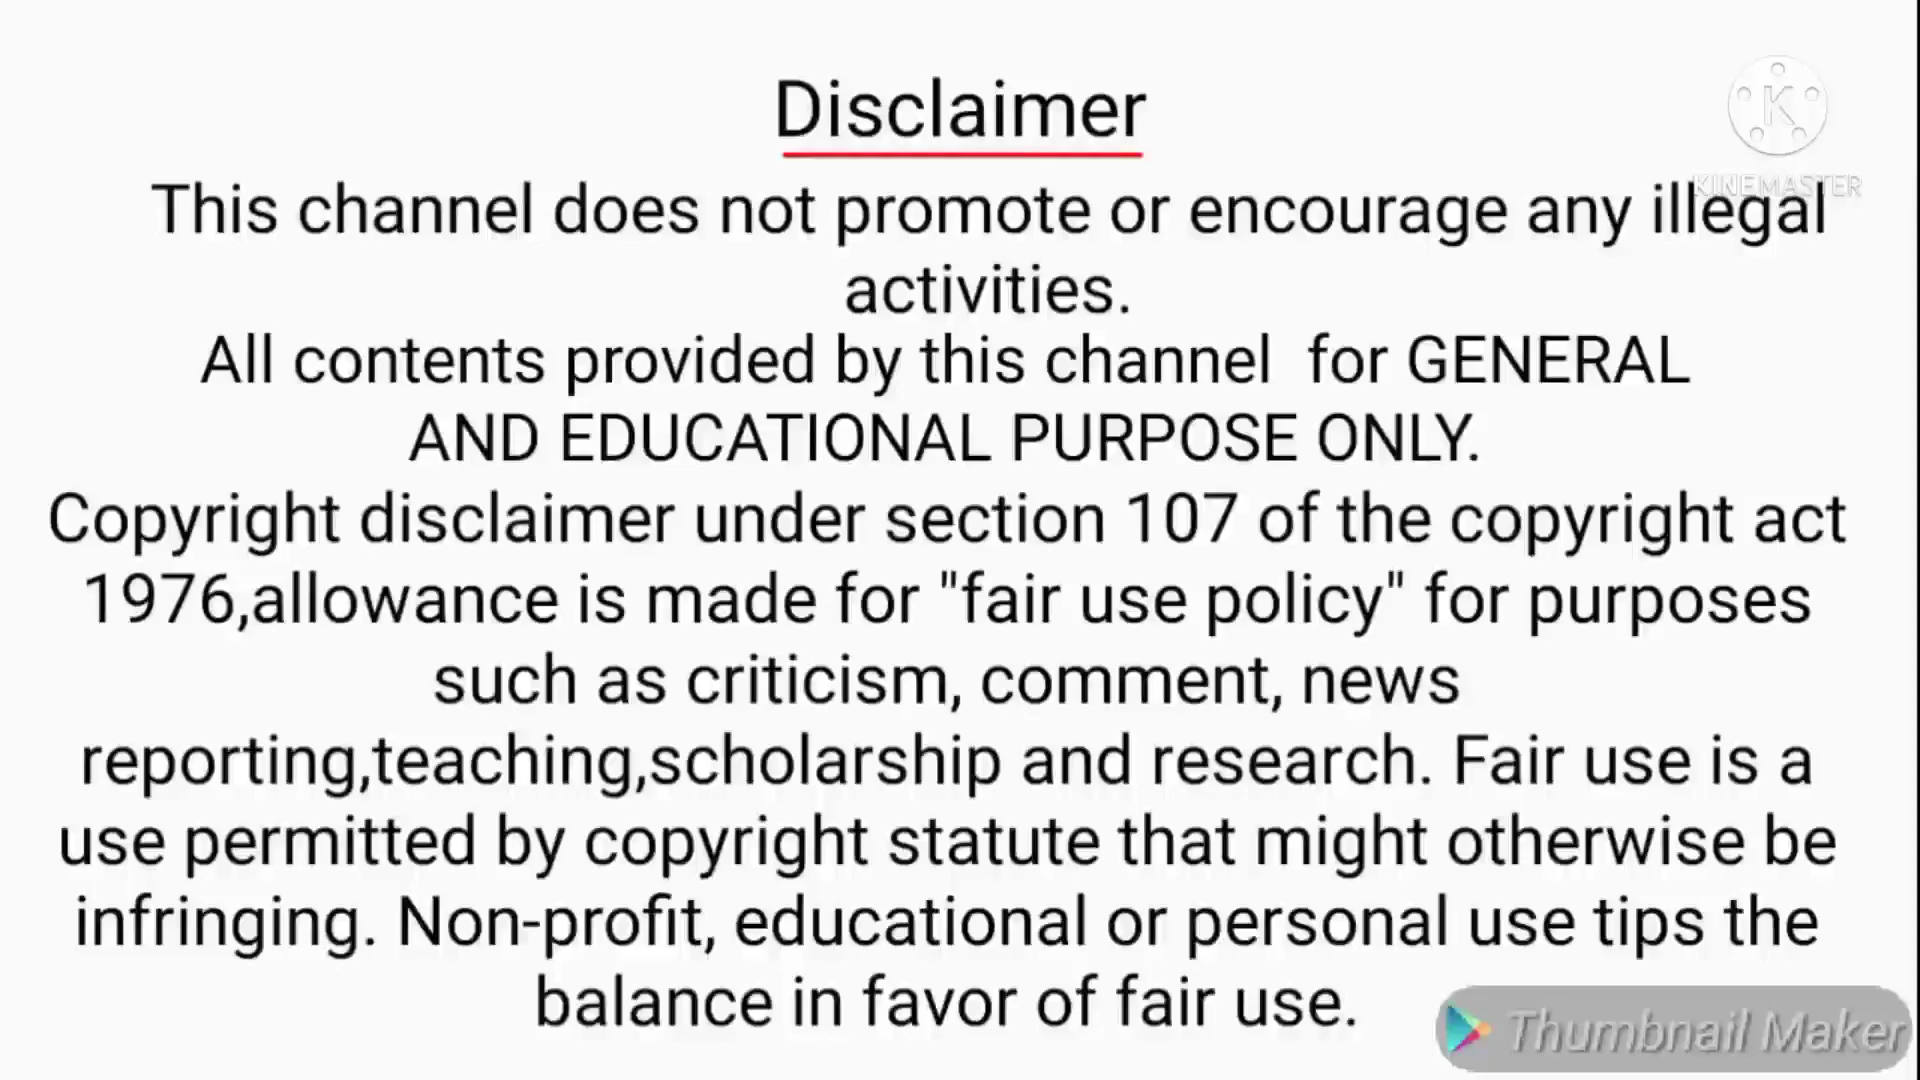 Disclaimer
KINEMASTER
This channel does not promote or encourage any illegal
activities.
All contents provided by this channel  for GENERAL
AND EDUCATIONAL PURPOSE ONLY.
Copyright disclaimer under section 107 of the copyright act
1976,allowance is made for "fair use policy" for purposes
such as criticism, comment, news
reporting,teaching,scholarship and research. Fair use is a
use permitted by copyright statute that might otherwise be
infringing. Non-profit, educational or personal use tips the
balance in favor of fair use.
Thumbnail Maker